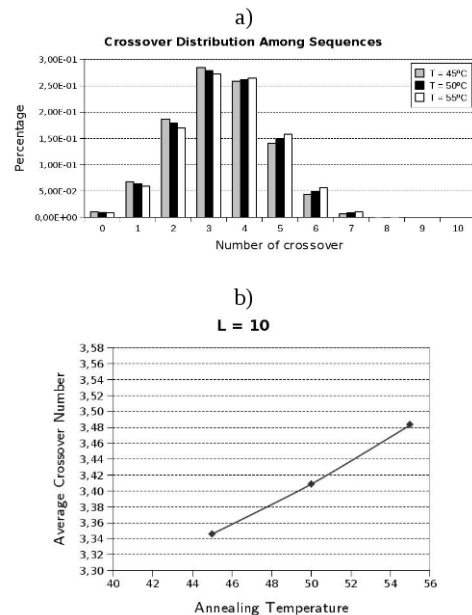 a)
Crossover Distribution Among Sequences
3,00E-01
2,50E-01
2,00E-01
1,50E-01
1,00E-01
5,00E-02
0,00E+00
Percentage
T = 45ºC
T = 50ºC
T = 55ºC
0 1 2 3 4 5 6 7 8 9 10
Number of crossover
b)
L = 10
3,58
3,56
3,54
3,52
3,50
3,48
3,46
3,44
3,42
3,40
3,38
3,36
3,34
3,32
3,30
Average Crossover Number
40 42 44 46 48 50 52 54 56
Annealing Temperature